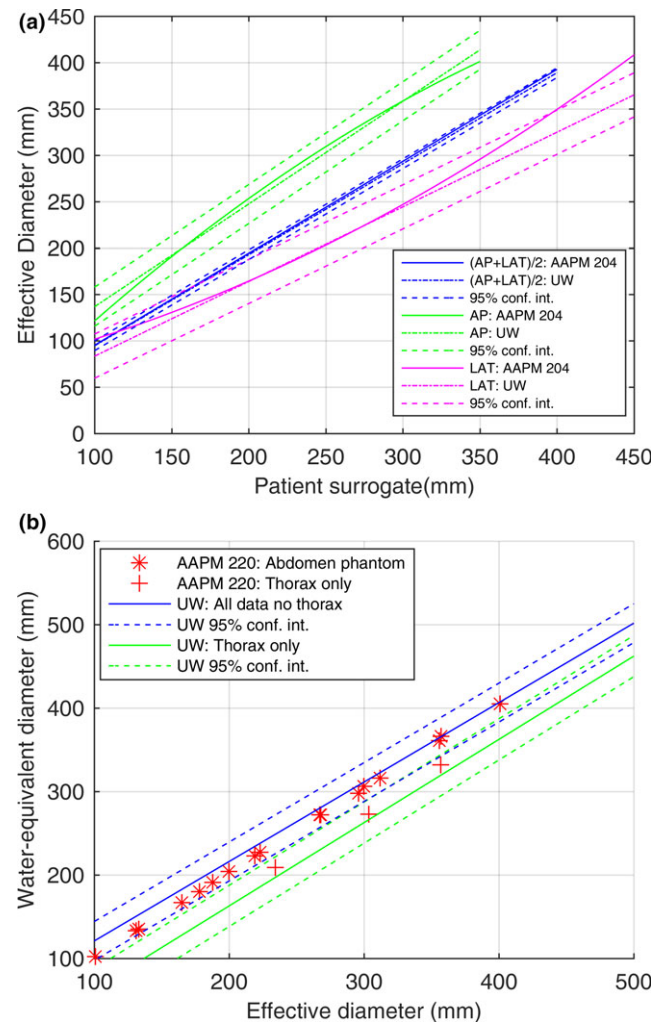 (a)
450
400
350
300
250
200
150
100
50
0
Effective Diameter (mm)
(AP+LAT)/2: AAPM 204
(AP+LAT)/2: UW
95% conf. int.
AP: AAPM 204
AP: UW
95% conf. int.
LAT: AAPM 204
LAT: UW
95% conf. int.
100 150 200 250 300 350 400 450
Patient surrogate(mm)
(b)
600
500
400
300
200
100
Water-equivalent diameter (mm)
AAPM 220: Abdomen phantom
AAPM 220: Thorax only
UW: All data no thorax
UW 95% conf. int.
UW: Thorax only
UW 95% conf. int.
100 200 300 400 500
Effective diameter (mm)